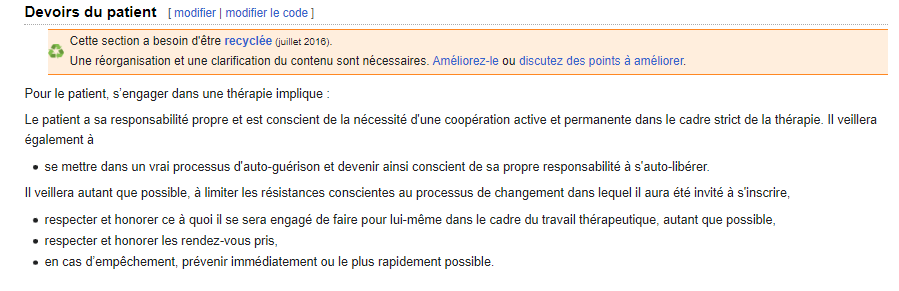 Devoirs du patient [ modifier | modifier le code ]
Cette section a besoin d'être recyclée (juillet 2016).
Une réorganisation et une clarification du contenu sont nécessaires. Améliorez-le ou discutez des points à améliorer.
Pour le patient, s’engager dans une thérapie implique :
Le patient a sa responsabilité propre et est conscient de la nécessité d'une coopération active et permanente dans le cadre strict de la thérapie. Il veillera
également à
• se mettre dans un vrai processus d'auto-guérison et devenir ainsi conscient de sa propre responsabilité à s’auto-libérer.
Il veillera autant que possible, à limiter les résistances conscientes au processus de changement dans lequel il aura été invité à s'inscrire,
• respecter et honorer ce à quoi il se sera engagé de faire pour lui-même dans le cadre du travail thérapeutique, autant que possible,
• respecter et honorer les rendez-vous pris,
• en cas d’empêchement, prévenir immédiatement ou le plus rapidement possible.